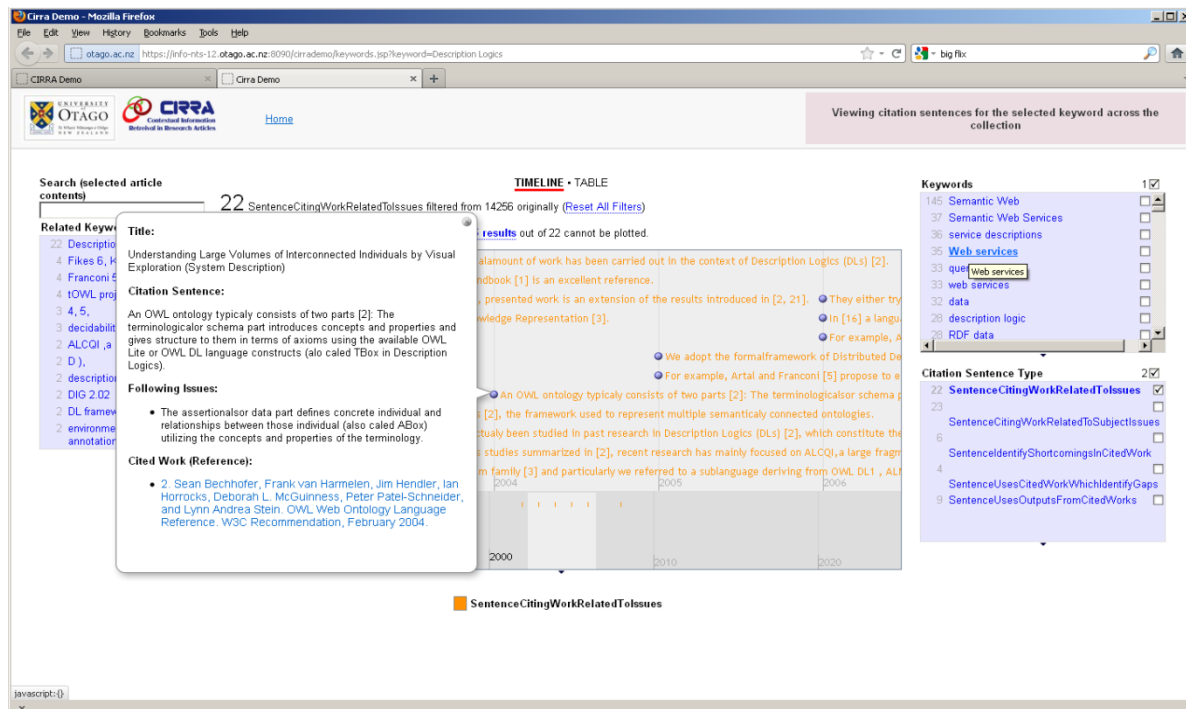 Cirra Demo - Mozilla Firefox
File Edit View History Bookmarks Tools Help
otago.ac.nz https://info-nts-12.otago.ac.nz:8090/cirrademo/keywords.jsp?keyword=Description Logics
big flix
CIRRA Demo
Cirra Demo
UNIVERSITY
OTAGO
NEW ZEALAND
CIRRA
Contextual Information
Retreival in Research Articles
Home
Viewing citation sentences for the selected keyword across the
collection
Search (selected article
contents)
TIMELINE • TABLE
22 SentenceCitingWorkRelatedToIssues filtered from 14256 originally (Reset All Filters)
results out of 22 cannot be plotted.
Related Keyw
22 Descriptio
4 Fikes 6, K
4 Franconi 5
4 tOWL proj
3 4, 5,
3 decidabilit
2 ALCQI ,a
2 D ),
2 description
2 DIG 2.02
2 DL framew
2 environme
annotation
Title:
Understanding Large Volumes of Interconnected Individuals by Visual
Exploration (System Description)
Citation Sentence:
An OWL ontology typicaly consists of two parts [2]: The
terminologicalor schema part introduces concepts and properties and
gives structure to them in terms of axioms using the available OWL
Lite or OWL DL language constructs (alo caled TBox in Description
Logics).
Following Issues:
• The assertionalsor data part defines concrete individual and
relationships between those individual (also caled ABox)
utilizing the concepts and properties of the terminology.
Cited Work (Reference):
• 2. Sean Bechhofer, Frank van Harmelen, Jim Hendler, Ian
Horrocks, Deborah L. McGuinness, Peter Patel-Schneider,
and Lynn Andrea Stein. OWL Web Ontology Language
Reference. W3C Recommendation, February 2004.
alamount of work has been carried out in the context of Description Logics (DLs) [2].
ndbook [1] is an excellent reference.
, presented work is an extension of the results introduced in [2, 21].
They either try
wledge Representation [3].
In [16] a langu
For example, A
We adopt the formalframework of Distributed De
For example, Artal and Franconi [5] propose to e
An OWL ontology typicaly consists of two parts [2]: The terminologicalsor schema p
s [2], the framework used to represent multiple semanticaly connected ontologies.
ctualy been studied in past research in Description Logics (DLs) [2], which constitute the
s studies summarized in [2], recent research has mainly focused on ALCQI,a large fragm
m family [3] and particularly we referred to a sublanguage deriving from OWL DL1 , ALN
2004 2005 2006
2000 2010 2020
SentenceCitingWorkRelatedToIssues
Keywords 1
145 Semantic Web
37 Semantic Web Services
36 service descriptions
35 Web services
33 que
Web services
33 web services
32 data
28 description logic
28 RDF data
Citation Sentence Type 2
22 SentenceCitingWorkRelatedToIssues
23
SentenceCitingWorkRelatedToSubjectIssues
6
SentenceIdentifyShortcomingsInCitedWork
4
SentenceUsesCitedWorkWhichIdentifyGaps
9 SentenceUsesOutputsFromCitedWorks
javascript:{}